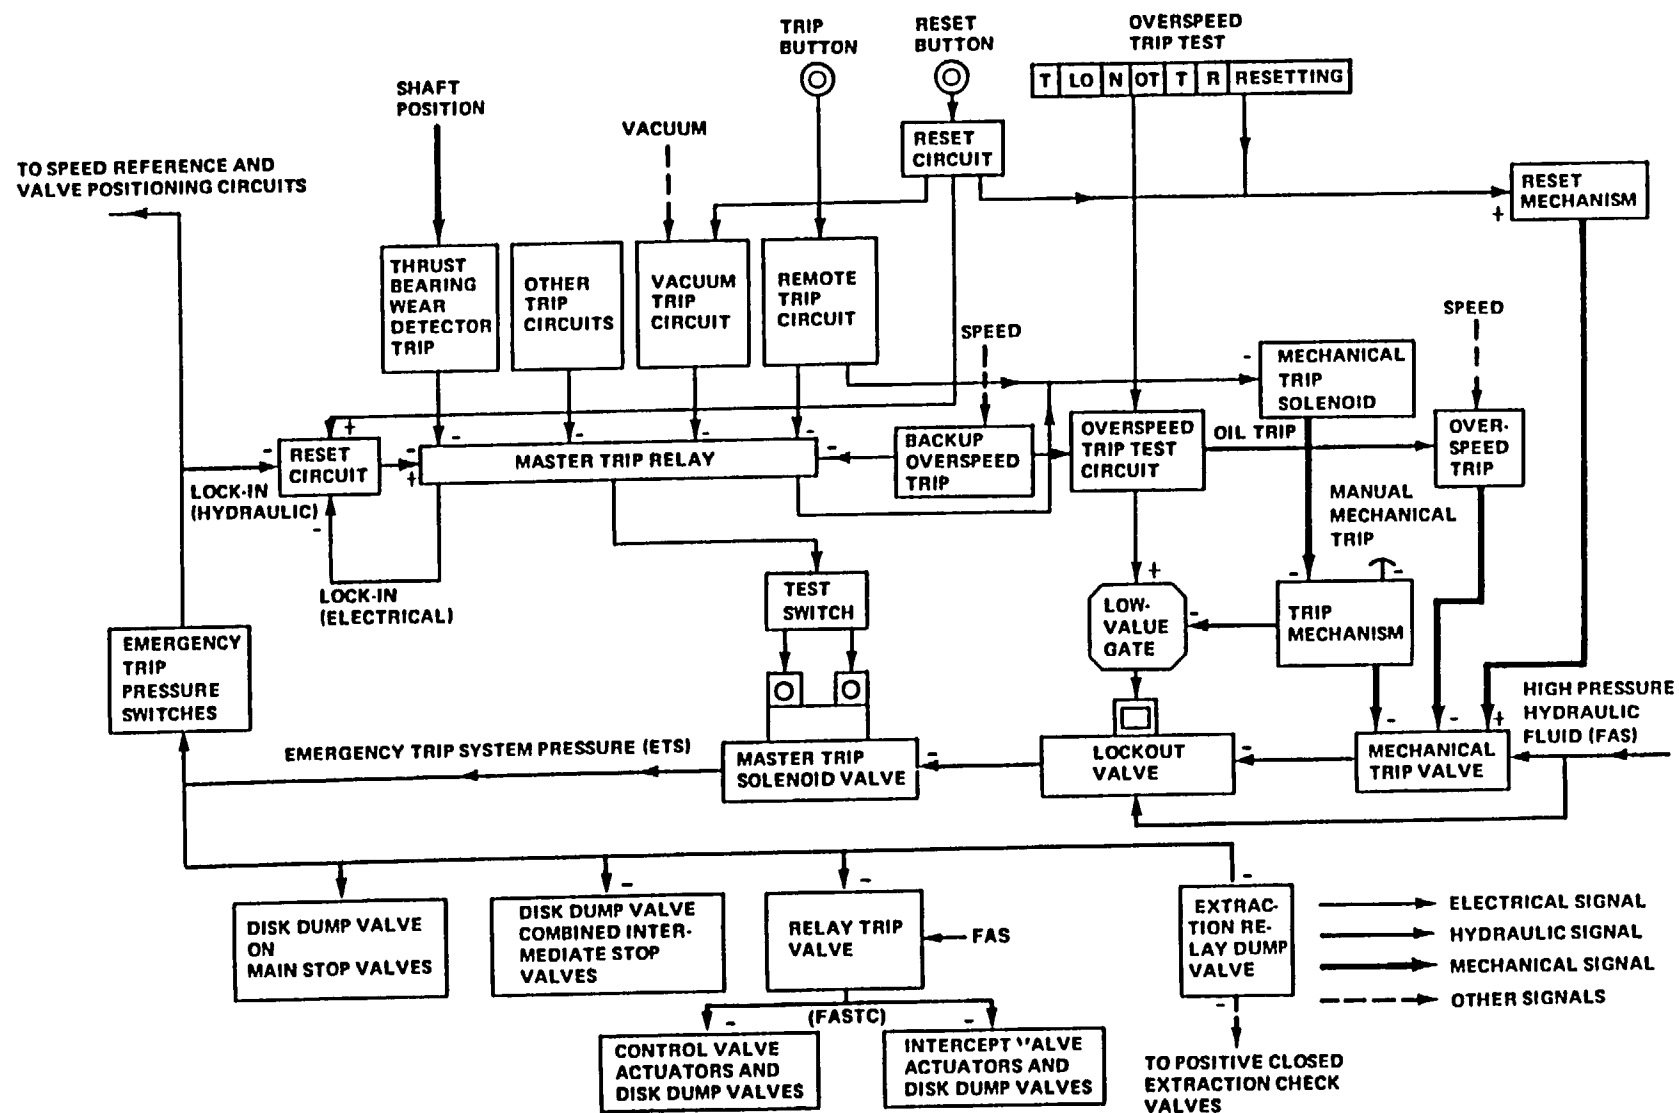 TRIP
BUTTON
RESET
BUTTON
OVERSPEED
TRIP TEST
T LO N OT T R RESETTING
SHAFT
POSITION
VACUUM
RESET
CIRCUIT
TO SPEED REFERENCE AND
VALVE POSITIONING CIRCUITS
RESET
MECHANISM
+
THRUST
BEARING
WEAR
DETECTOR
TRIP
OTHER
TRIP
CIRCUITS
VACUUM
TRIP
CIRCUIT
REMOTE
TRIP
CIRCUIT
SPEED
SPEED
-
MECHANICAL
TRIP
SOLENOID
+
-
RESET
CIRCUIT
-
LOCK-IN
(HYDRAULIC)
-
+
- - - -
MASTER TRIP RELAY
-
BACKUP
OVERSPEED
TRIP
OVERSPEED
TRIP TEST
CIRCUIT
OIL TRIP
OVER-
SPEED
TRIP
MANUAL
MECHANICAL
TRIP
LOCK-IN
(ELECTRICAL)
TEST
SWITCH
+
LOW-
VALUE
GATE
-
- -
TRIP
MECHANISM
EMERGENCY
TRIP
PRESSURE
SWITCHES
HIGH PRESSURE
HYDRAULIC
FLUID (FAS)
EMERGENCY TRIP SYSTEM PRESSURE (ETS)
MASTER TRIP
SOLENOID VALVE
-
LOCKOUT
VALVE
-
- - +
MECHANICAL
TRIP VALVE
DISK DUMP VALVE
ON
MAIN STOP VALVES
-
DISK DUMP VALVE
COMBINED INTER-
MEDIATE STOP
VALVES
-
RELAY TRIP
VALVE
FAS
-
EXTRAC-
TION RE-
LAY DUMP
VALVE
-
ELECTRICAL SIGNAL
HYDRAULIC SIGNAL
MECHANICAL SIGNAL
OTHER SIGNALS
(FASTC)
-
CONTROL VALVE
ACTUATORS AND
DISK DUMP VALVES
-
INTERCEPT VALVE
ACTUATORS AND
DISK DUMP VALVES
TO POSITIVE CLOSED
EXTRACTION CHECK
VALVES